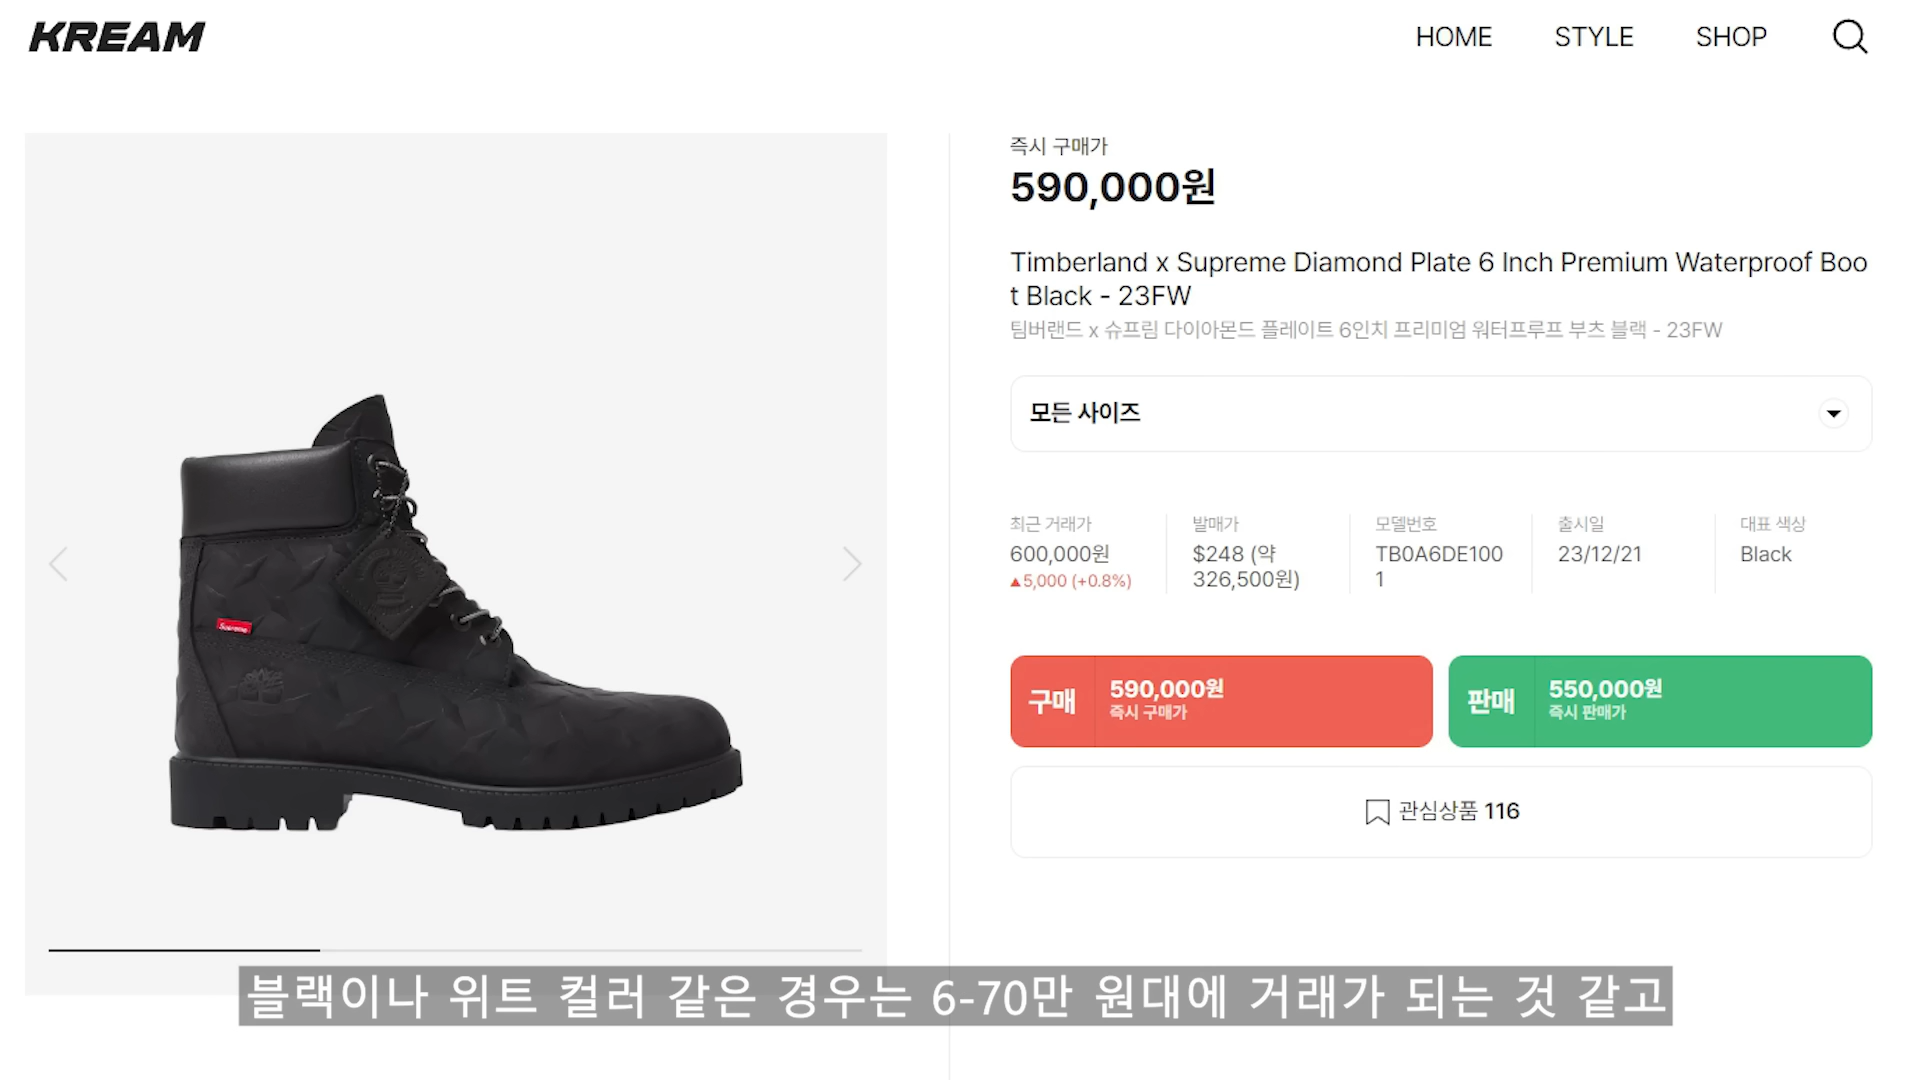 KREAM
HOME
STYLE
SHOP
즉시 구매가
590,000원
Timberland x Supreme Diamond Plate 6 Inch Premium Waterproof Boo
t Black - 23FW
팀버랜드 x 슈프림 다이아몬드 플레이트 6인치 프리미엄 워터프루프 부츠 블랙 - 23FW
모든 사이즈
최근 거래가
600,000원
▲5,000 (+0.8%)
발매가
$248 (약
326,500원)
모델번호
TB0A6DE100
1
출시일
23/12/21
대표 색상
Black
구매
590,000원
즉시 구매가
판매
550,000원
즉시 판매가
관심상품 116
Supreme
블랙이나 위트 컬러 같은 경우는 6-70만 원대에 거래가 되는 것 같고